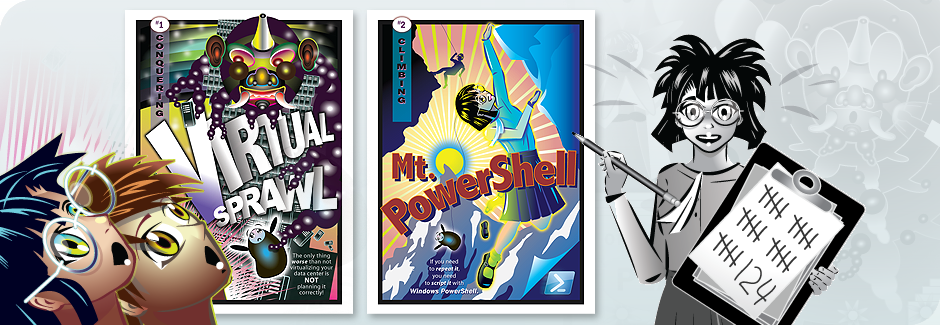 #1
CONQUERING
VIRTUAL
SPRAWL
The only thing
worse than not
virtualizing your
data center is
NOT
planning it
correctly!
#2
CLIMBING
Mt.
PowerShell
If you need
to repeat it,
you need
to script it with
Windows PowerShell.
# #
# #
# #
24